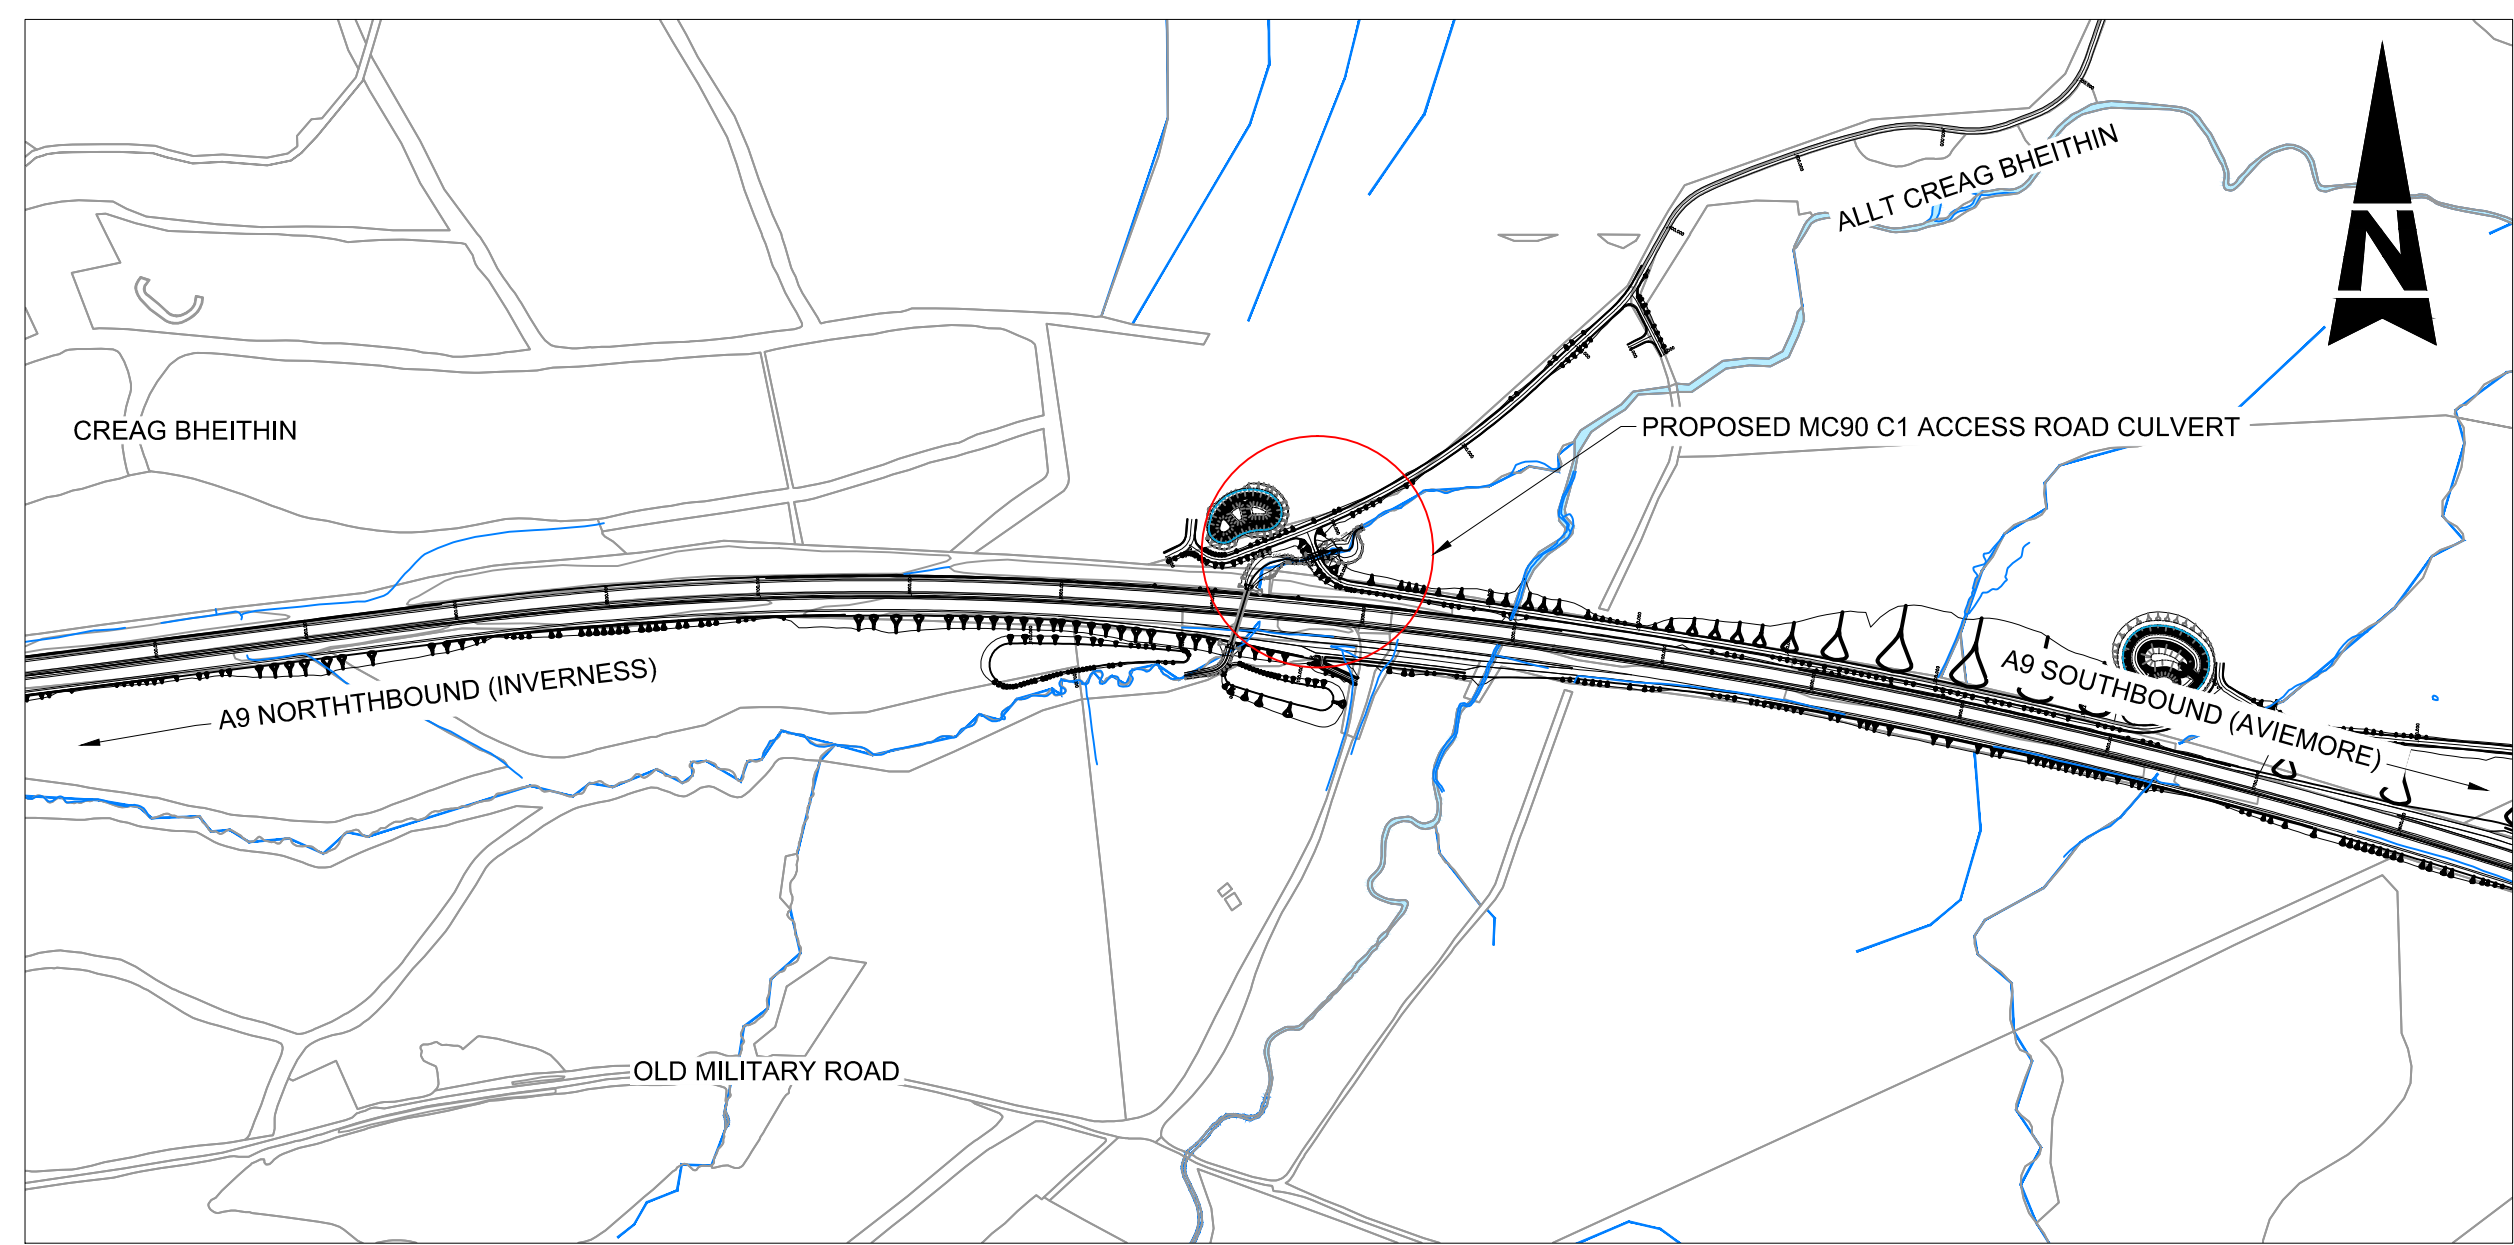 N
ALLT CREAG BHEITHIN
CREAG BHEITHIN
PROPOSED MC90 C1 ACCESS ROAD CULVERT
A9 NORTHTHBOUND (INVERNESS)
A9 SOUTHBOUND (AVIEMORE)
OLD MILITARY ROAD